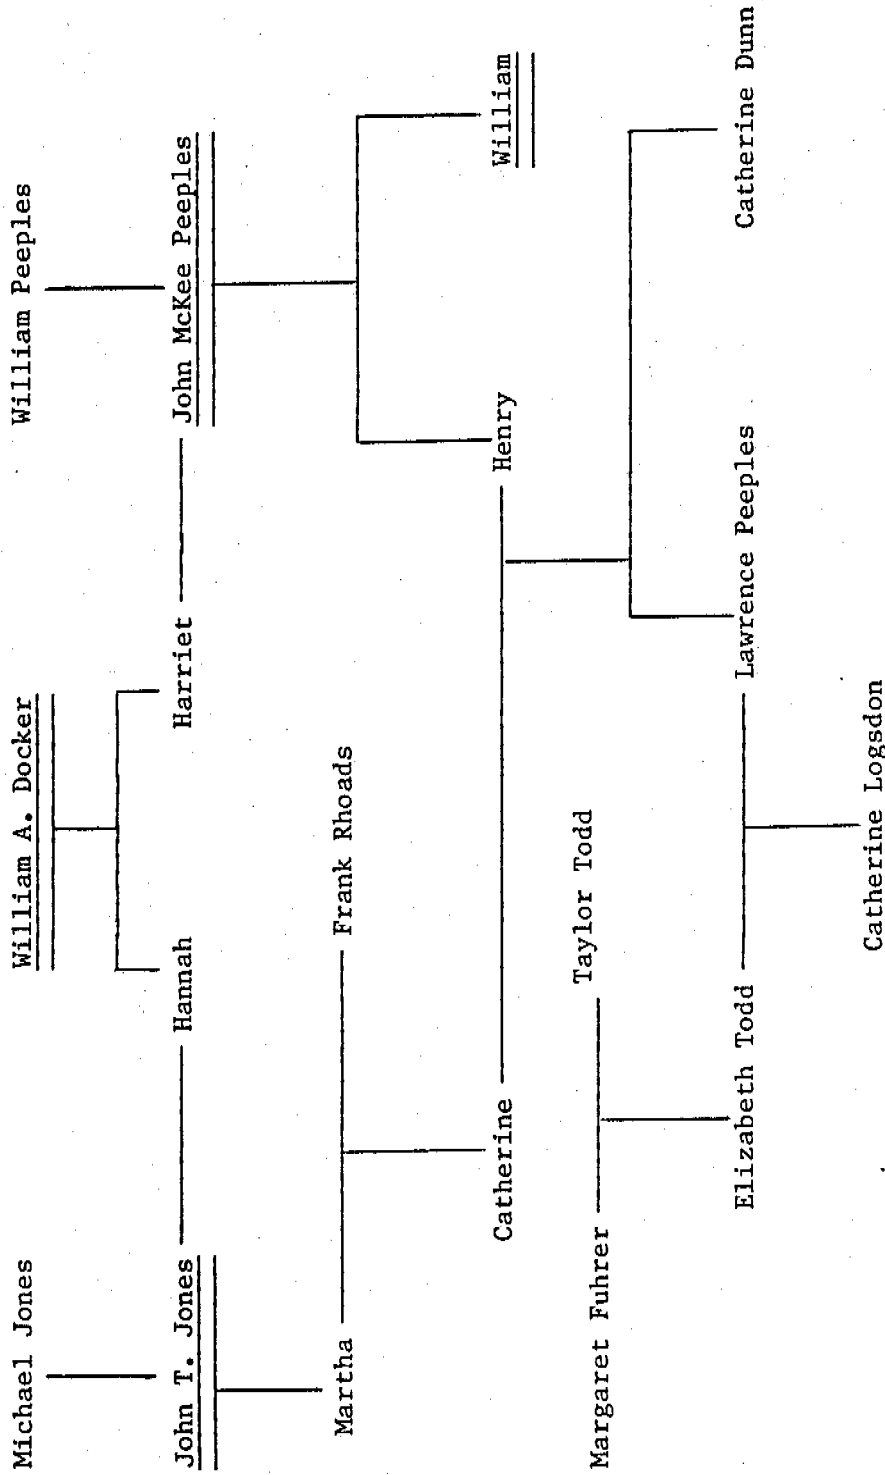 Michael Jones
William A. Docker
William Peeples
John T. Jones
Hannah
Harriet
John McKee Peeples
Martha
Frank Rhoads
Catherine
Henry
William
Margaret Fuhrer
Taylor Todd
Elizabeth Todd
Lawrence Peeples
Catherine Dunn
Catherine Logsdon